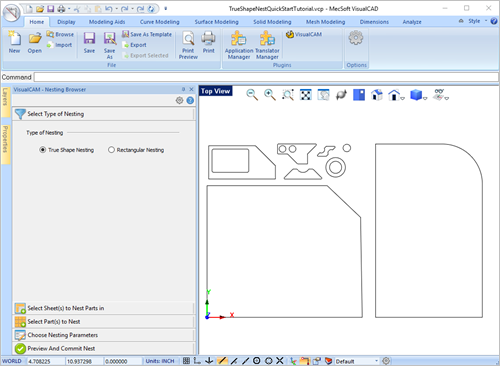 TrueShapeNestQuickStartTutorial.vcp - MecSoft VisualCAD
Home Display Modeling Aids Curve Modeling Surface Modeling Solid Modeling Mesh Modeling Dimensions Analyze Style
New
Open
Browse
Import
Save
Save As
Save As Template
Export
Export Selected
Print Preview
Print
File
Application Manager
Translator Manager
VisualCAM
Plugins
Options
Command
Layers
Properties
VisualCAM - Nesting Browser
Select Type of Nesting
Type of Nesting
True Shape Nesting Rectangular Nesting
Select Sheet(s) to Nest Parts in
Select Part(s) to Nest
Choose Nesting Parameters
Preview And Commit Nest
Top View
Y
Z
X
WORLD 4.708225 10.937298 0.000000 Units: INCH Default